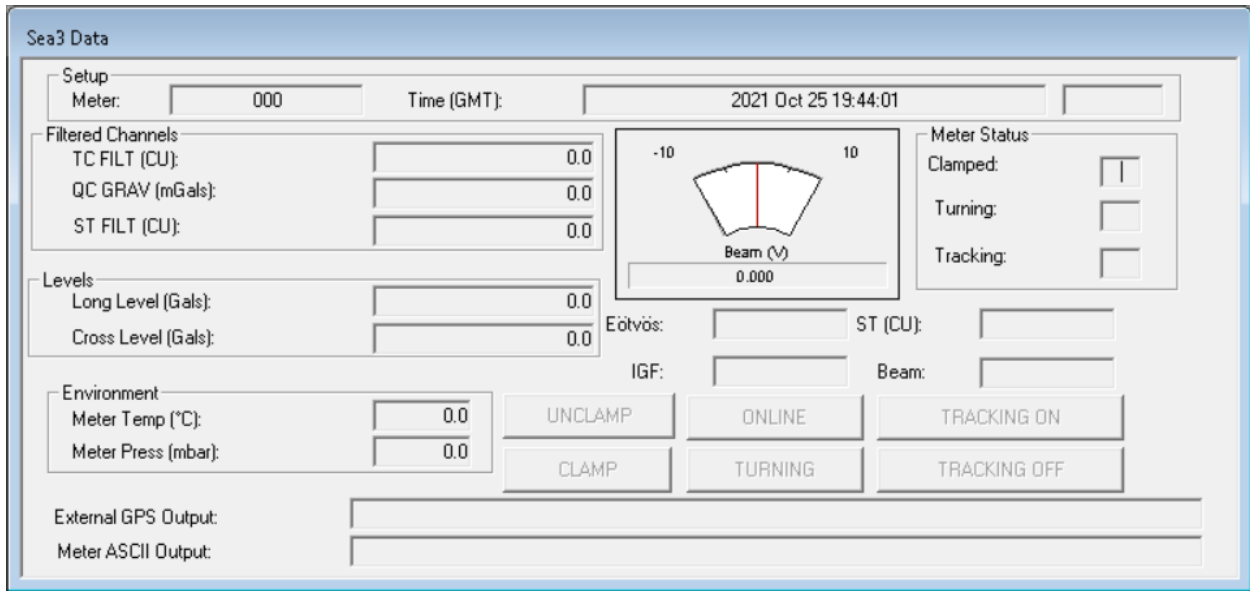 Sea3 Data
Setup
Meter: 000 Time (GMT): 2021 Oct 25 19:44:01
Filtered Channels
TC FILT (CU): 0.0
QC GRAV (mGals): 0.0
ST FILT (CU): 0.0
-10 10
Beam (V)
0.000
Meter Status
Clamped: |
Turning:
Tracking:
Levels
Long Level (Gals): 0.0
Cross Level (Gals): 0.0
Eötvös: ST (CU):
IGF: Beam:
Environment
Meter Temp (°C): 0.0
Meter Press (mbar): 0.0
UNCLAMP ONLINE TRACKING ON
CLAMP TURNING TRACKING OFF
External GPS Output:
Meter ASCII Output: